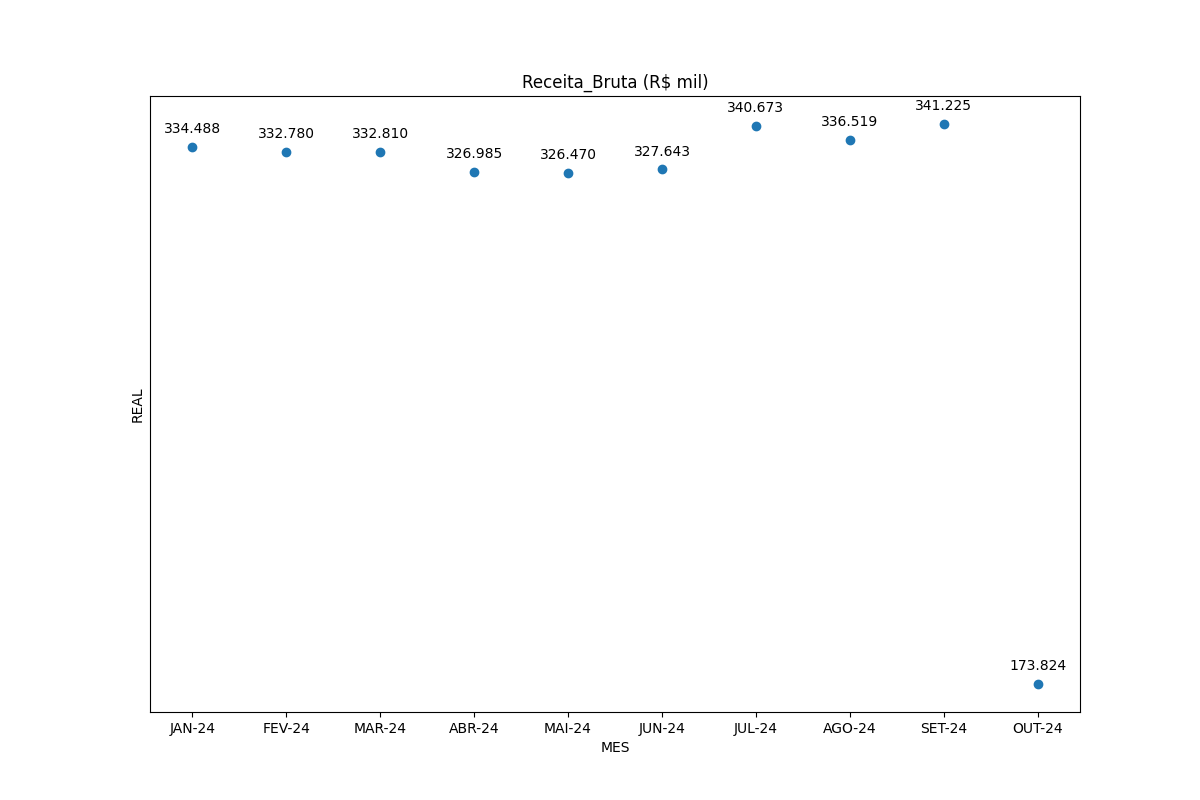 Receita_Bruta (R$ mil)
334.488
332.780
332.810
326.985
326.470
327.643
340.673
336.519
341.225
173.824
REAL
JAN-24
FEV-24
MAR-24
ABR-24
MAI-24
JUN-24
JUL-24
AGO-24
SET-24
OUT-24
MES